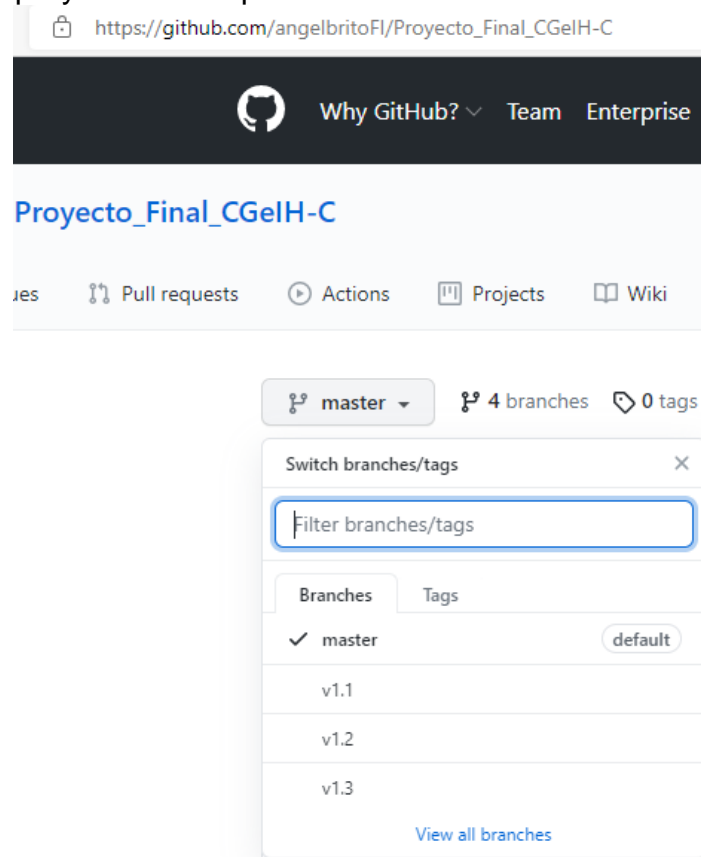 https://github.com/angelbritoFI/Proyecto_Final_CGeIH-C
Why GitHub? Team Enterprise
Proyecto_Final_CGeIH-C
Pull requests Actions Projects Wiki
master 4 branches 0 tags
Switch branches/tags
Filter branches/tags
Branches Tags
master default
v1.1
v1.2
v1.3
View all branches